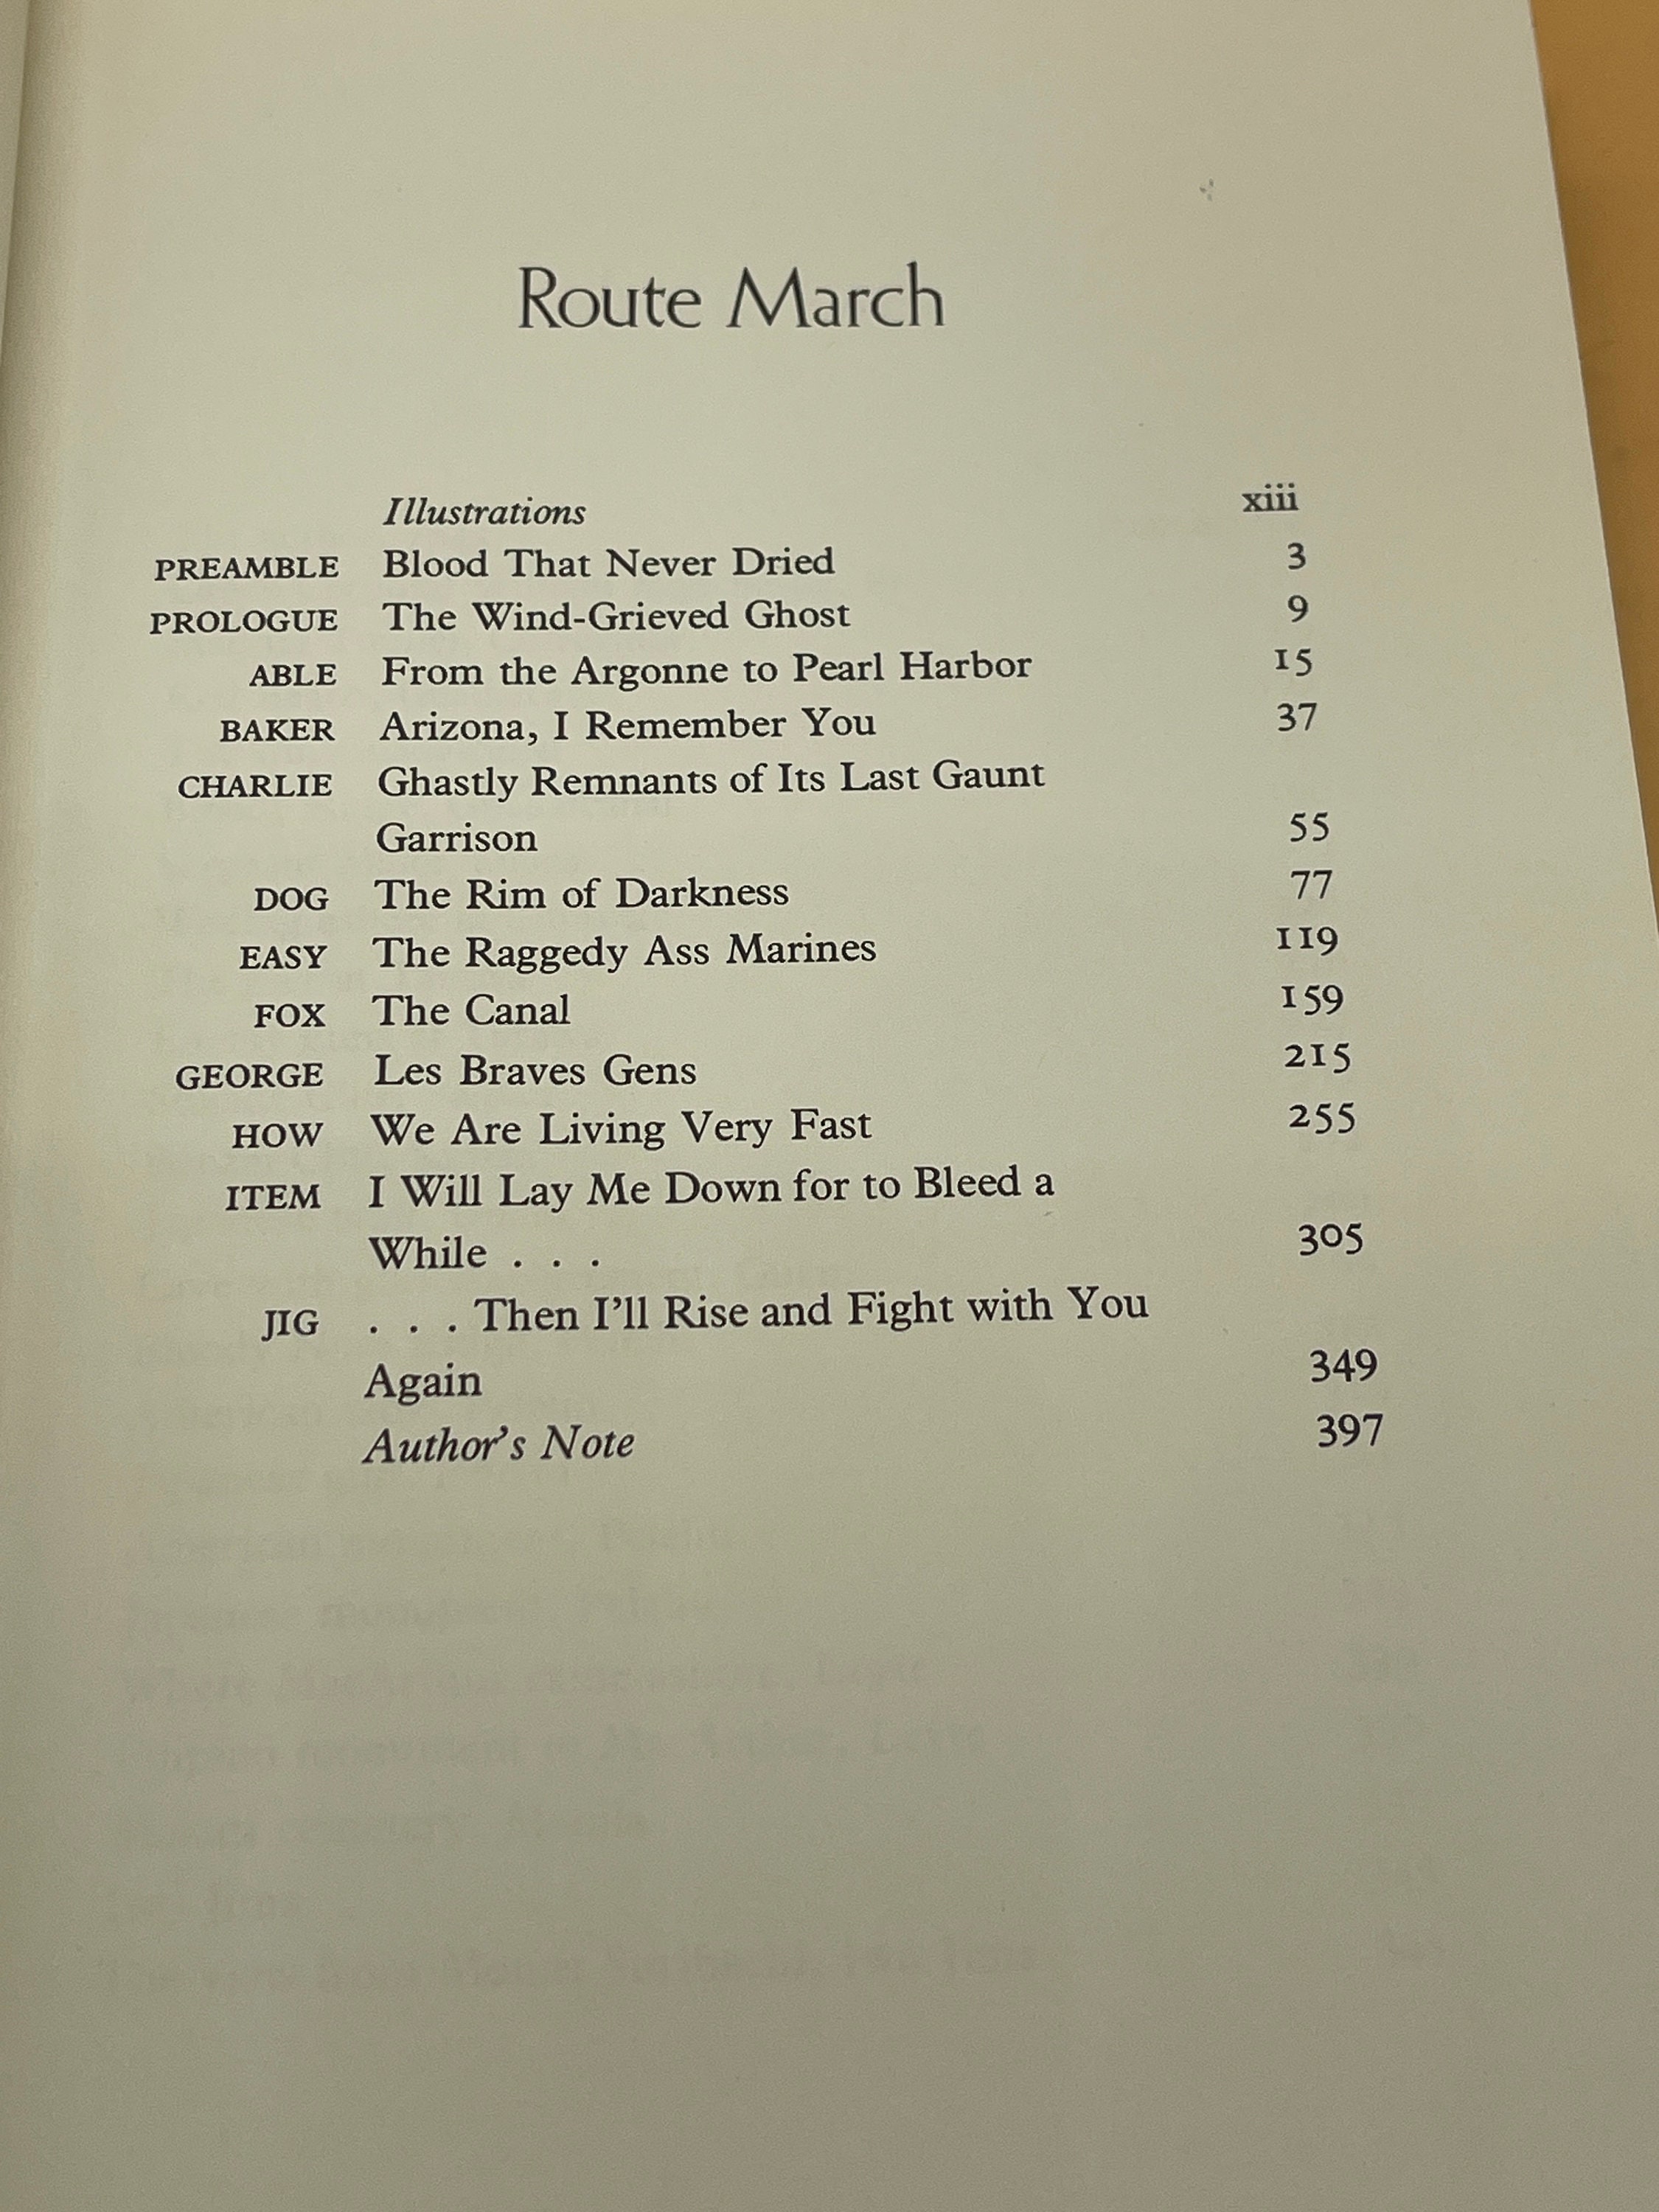 Route March
Illustrations xiii
PREAMBLE Blood That Never Dried 3
PROLOGUE The Wind-Grieved Ghost 9
ABLE From the Argonne to Pearl Harbor 15
BAKER Arizona, I Remember You 37
CHARLIE Ghastly Remnants of Its Last Gaunt
Garrison 55
DOG The Rim of Darkness 77
EASY The Raggedy Ass Marines 119
FOX The Canal 159
GEORGE Les Braves Gens 215
HOW We Are Living Very Fast 255
ITEM I Will Lay Me Down for to Bleed a
While . . . 305
JIG . . . Then I'll Rise and Fight with You
Again 349
Author's Note 397